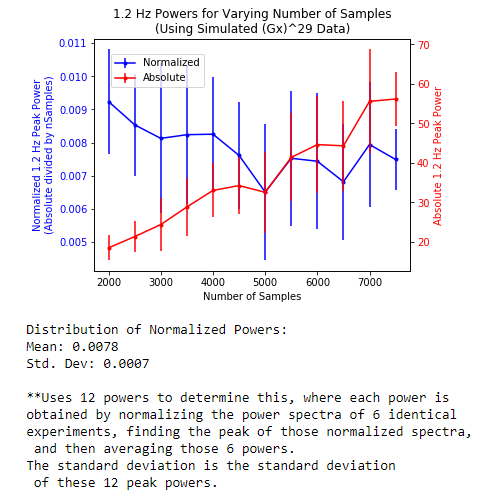 1.2 Hz Powers for Varying Number of Samples
(Using Simulated (Gx)^29 Data)
Normalized
Absolute
0.011
0.010
0.009
0.008
0.007
0.006
0.005
Normalized 1.2 Hz Peak Power
(Absolute divided by nSamples)
70
60
50
40
30
20
Absolute 1.2 Hz Peak Power
2000 3000 4000 5000 6000 7000
Number of Samples
Distribution of Normalized Powers:
Mean: 0.0078
Std. Dev: 0.0007
**Uses 12 powers to determine this, where each power is
obtained by normalizing the power spectra of 6 identical
experiments, finding the peak of those normalized spectra,
and then averaging those 6 powers.
The standard deviation is the standard deviation
of these 12 peak powers.